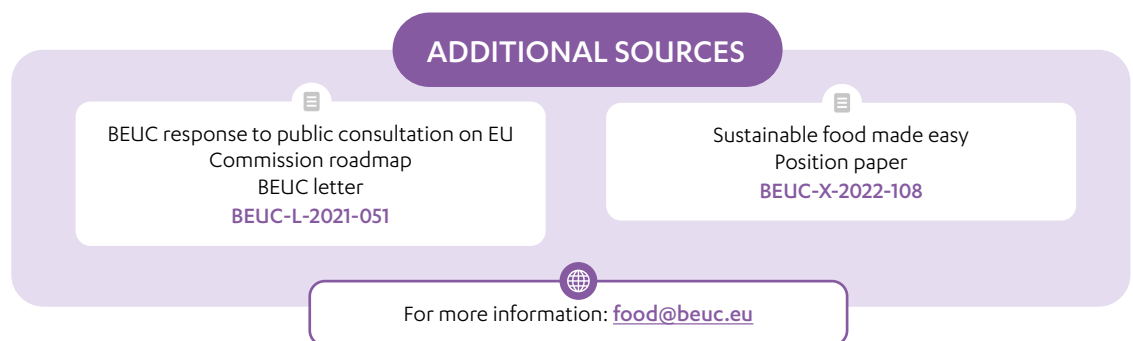 ADDITIONAL SOURCES
BEUC response to public consultation on EU
Commission roadmap
BEUC letter
BEUC-L-2021-051
Sustainable food made easy
Position paper
BEUC-X-2022-108
For more information: food@beuc.eu